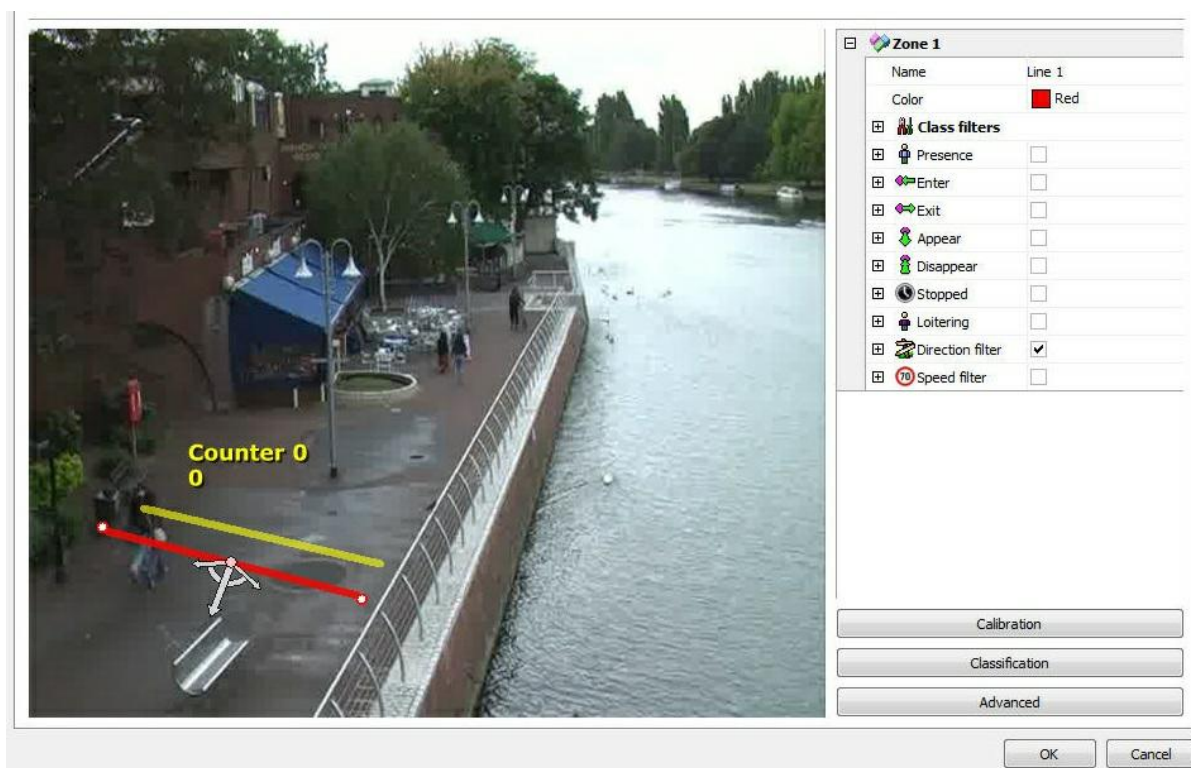 Zone 1
Name Line 1
Color Red
Class filters
Presence
Enter
Exit
Appear
Disappear
Stopped
Loitering
Direction filter
70 Speed filter
Counter 0
0
Calibration
Classification
Advanced
OK Cancel